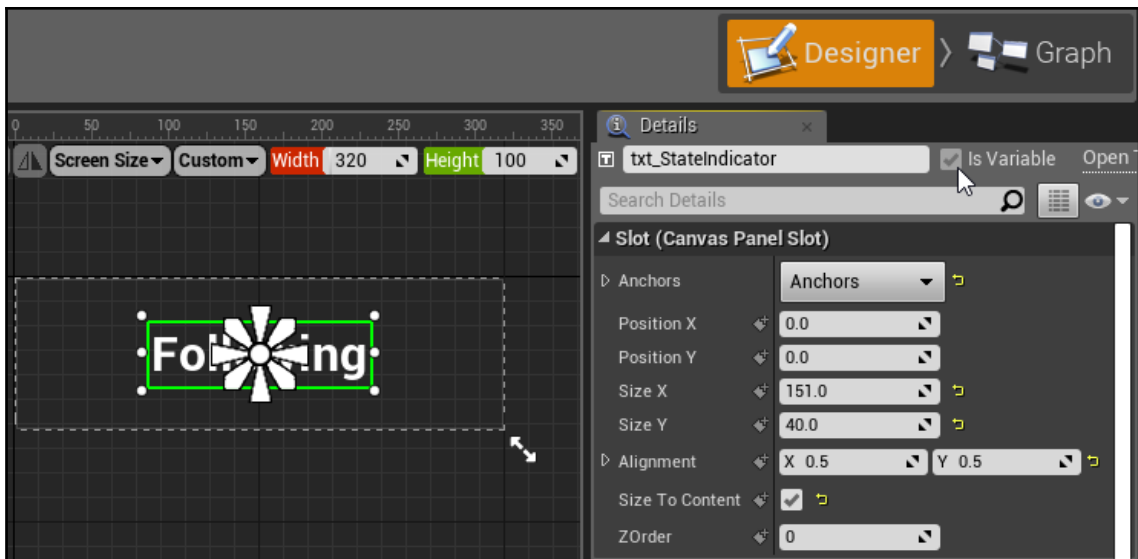 Designer
Graph
0 50 100 150 200 250 300 350
Screen Size Custom Width 320 Height 100
Details
txt_StateIndicator Is Variable Open
Search Details
Slot (Canvas Panel Slot)
Anchors Anchors
Position X 0.0
Position Y 0.0
Size X 151.0
Size Y 40.0
Alignment X 0.5 Y 0.5
Size To Content
ZOrder 0